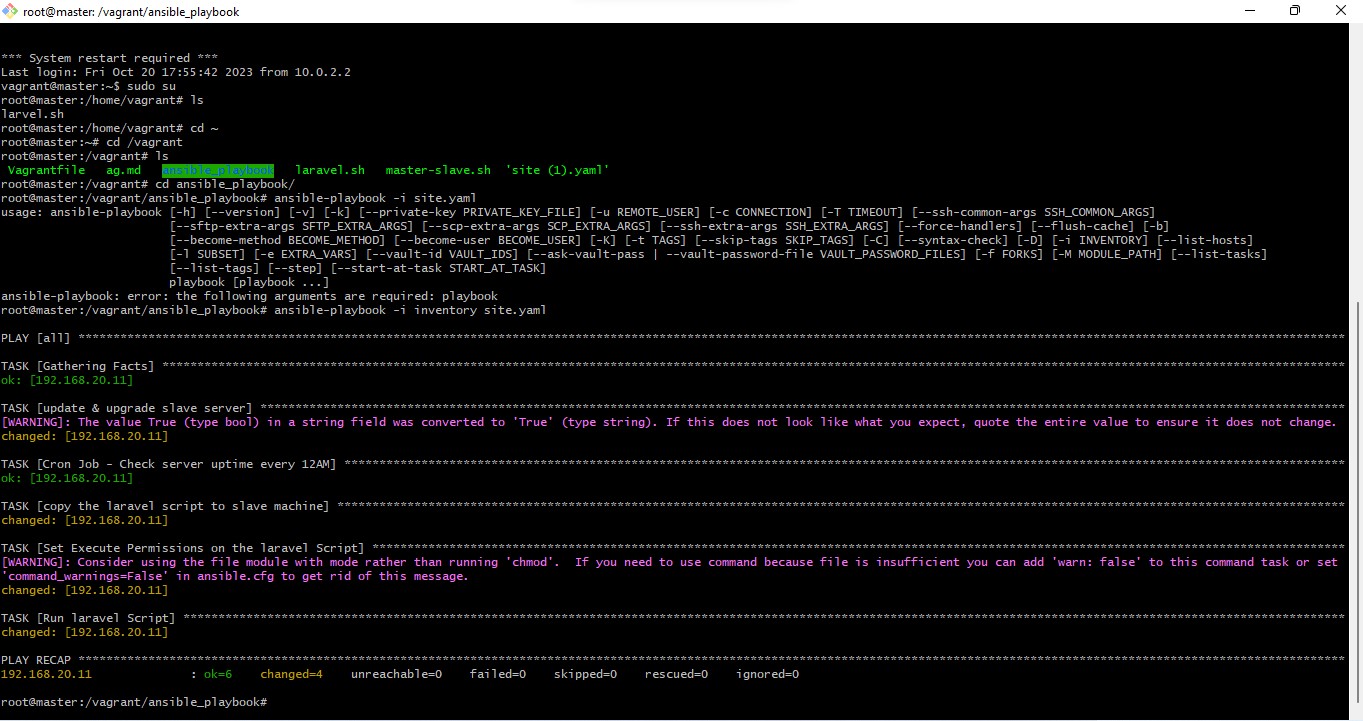 root@master: /vagrant/ansible_playbook
*** System restart required ***
Last login: Fri Oct 20 17:55:42 2023 from 10.0.2.2
vagrant@master:~$ sudo su
root@master:/home/vagrant# ls
larvel.sh
root@master:/home/vagrant# cd ~
root@master:~# cd /vagrant
root@master:/vagrant# ls
Vagrantfile ag.md ansible_playbook laravel.sh master-slave.sh 'site (1).yaml'
root@master:/vagrant# cd ansible_playbook/
root@master:/vagrant/ansible_playbook# ansible-playbook -i site.yaml
usage: ansible-playbook [-h] [--version] [-v] [-k] [--private-key PRIVATE_KEY_FILE] [-u REMOTE_USER] [-c CONNECTION] [-T TIMEOUT] [--ssh-common-args SSH_COMMON_ARGS]
[--sftp-extra-args SFTP_EXTRA_ARGS] [--scp-extra-args SCP_EXTRA_ARGS] [--ssh-extra-args SSH_EXTRA_ARGS] [--force-handlers] [--flush-cache] [-b]
[--become-method BECOME_METHOD] [--become-user BECOME_USER] [-K] [-t TAGS] [--skip-tags SKIP_TAGS] [-C] [--syntax-check] [-D] [-i INVENTORY] [--list-hosts]
[-l SUBSET] [-e EXTRA_VARS] [--vault-id VAULT_IDS] [--ask-vault-pass | --vault-password-file VAULT_PASSWORD_FILES] [-f FORKS] [-M MODULE_PATH] [--list-tasks]
[--list-tags] [--step] [--start-at-task START_AT_TASK]
playbook [playbook ...]
ansible-playbook: error: the following arguments are required: playbook
root@master:/vagrant/ansible_playbook# ansible-playbook -i inventory site.yaml
PLAY [all] ****
TASK [Gathering Facts] ****
ok: [192.168.20.11]
TASK [update & upgrade slave server] ****
[WARNING]: The value True (type bool) in a string field was converted to 'True' (type string). If this does not look like what you expect, quote the entire value to ensure it does not change.
changed: [192.168.20.11]
TASK [Cron Job - Check server uptime every 12AM] ****
ok: [192.168.20.11]
TASK [copy the laravel script to slave machine] ****
changed: [192.168.20.11]
TASK [Set Execute Permissions on the laravel Script] ****
[WARNING]: Consider using the file module with mode rather than running 'chmod'.  If you need to use command because file is insufficient you can add 'warn: false' to this command task or set
'command_warnings=False' in ansible.cfg to get rid of this message.
changed: [192.168.20.11]
TASK [Run laravel Script] ****
changed: [192.168.20.11]
PLAY RECAP ****
192.168.20.11 : ok=6 changed=4 unreachable=0 failed=0 skipped=0 rescued=0 ignored=0
root@master:/vagrant/ansible_playbook#